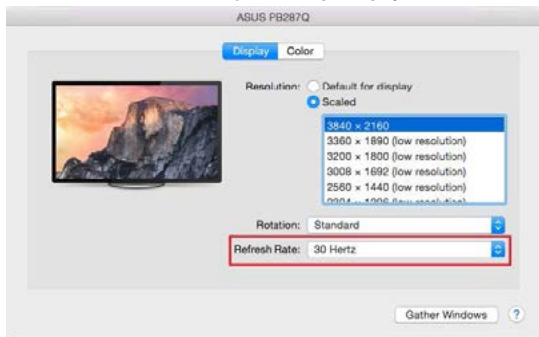 ASUS PB287Q
Display Color
Resolution: Default for display
Scaled
3840 × 2160
3360 × 1890 (low resolution)
3200 × 1800 (low resolution)
3008 × 1692 (low resolution)
2560 × 1440 (low resolution)
Rotation: Standard
Refresh Rate: 30 Hertz
Gather Windows ?